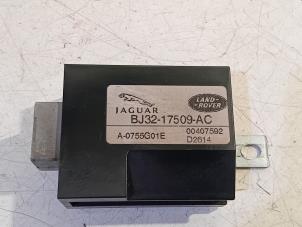 JAGUAR
LAND-
ROVER
BJ32-17509-AC
A-0755G01E
00407592
D2614